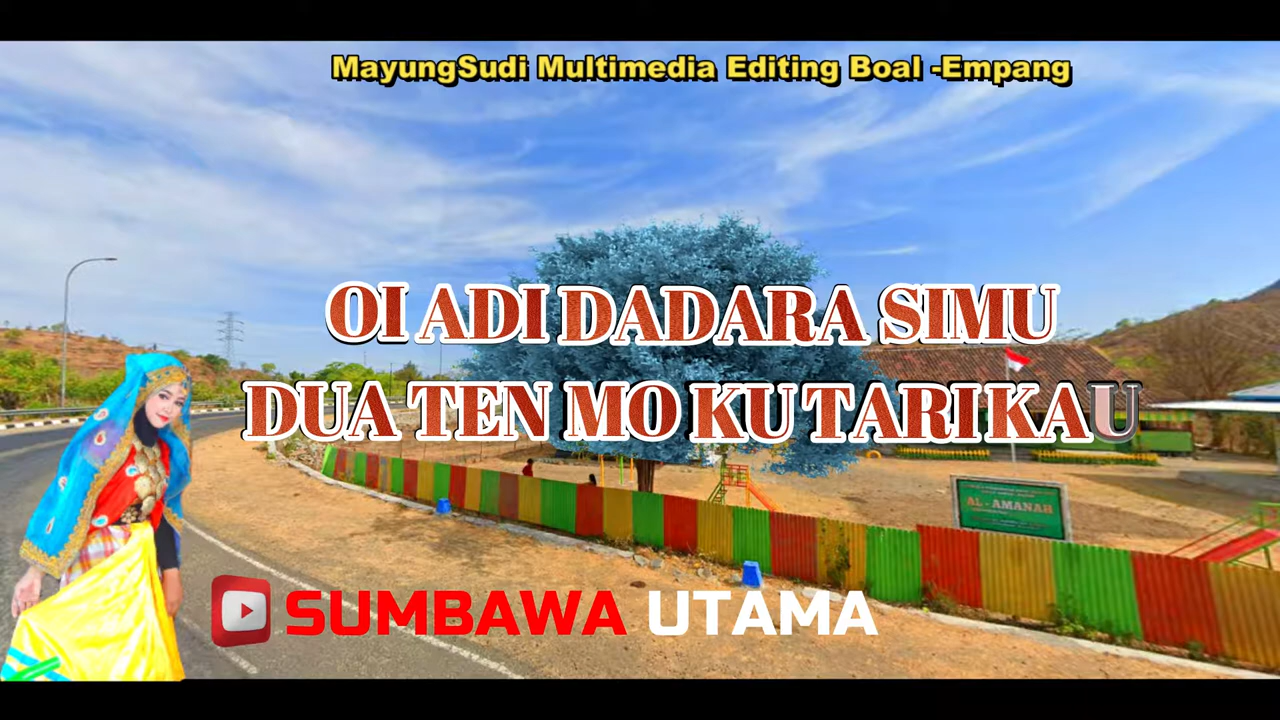 MayungSudi Multimedia Editing Boal -Empang
OI ADI DADARA SIMU
DUA TEN MO KU TARI KAU
AL - AMANAH
SUMBAWA UTAMA